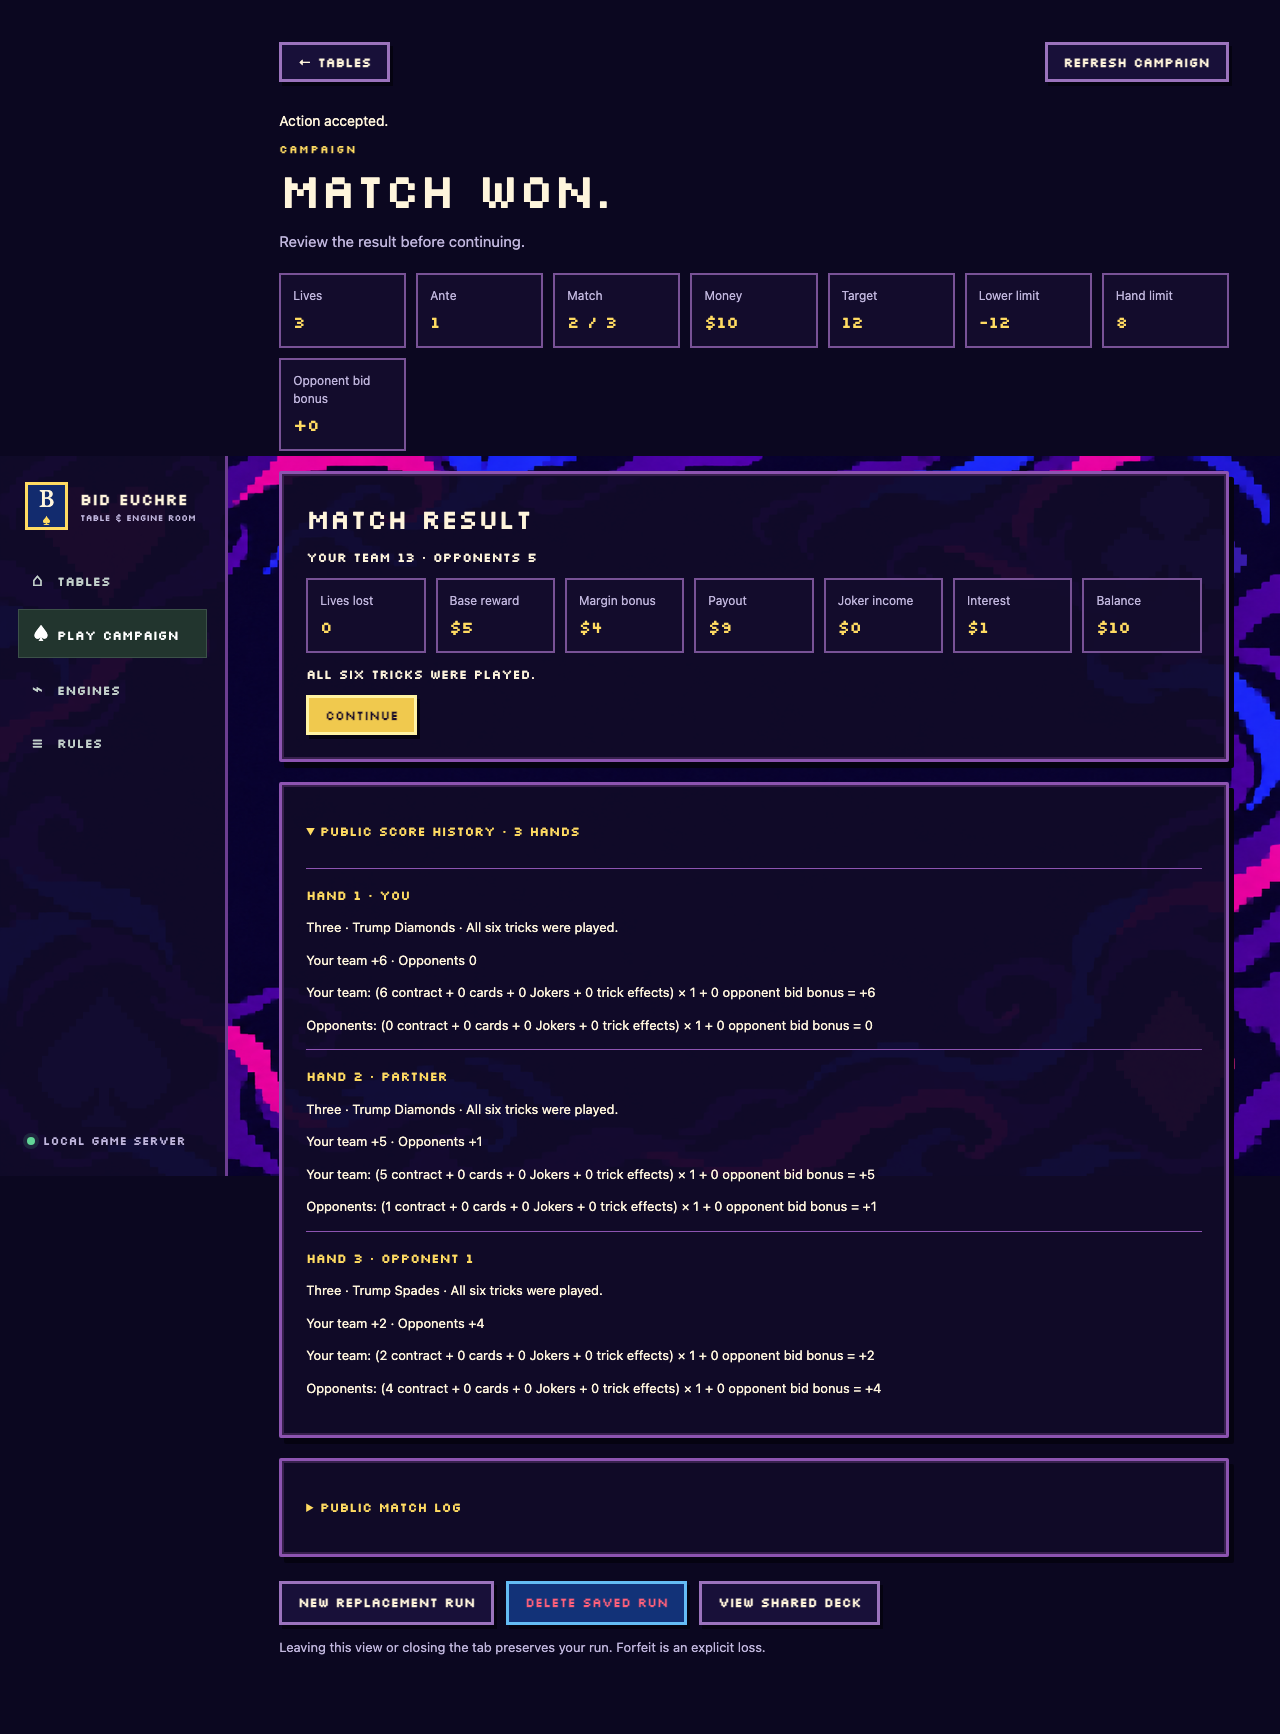 ← TABLES
REFRESH CAMPAIGN
Action accepted.
CAMPAIGN
MATCH WON.
Review the result before continuing.
Lives
3
Ante
1
Match
2 / 3
Money
$10
Target
12
Lower limit
-12
Hand limit
8
Opponent bid
bonus
+0
B
BID EUCHRE
TABLE & ENGINE ROOM
TABLES
PLAY CAMPAIGN
ENGINES
RULES
LOCAL GAME SERVER
MATCH RESULT
YOUR TEAM 13 · OPPONENTS 5
Lives lost
0
Base reward
$5
Margin bonus
$4
Payout
$9
Joker income
$0
Interest
$1
Balance
$10
ALL SIX TRICKS WERE PLAYED.
CONTINUE
▼ PUBLIC SCORE HISTORY · 3 HANDS
HAND 1 · YOU
Three · Trump Diamonds · All six tricks were played.
Your team +6 · Opponents 0
Your team: (6 contract + 0 cards + 0 Jokers + 0 trick effects) × 1 + 0 opponent bid bonus = +6
Opponents: (0 contract + 0 cards + 0 Jokers + 0 trick effects) × 1 + 0 opponent bid bonus = 0
HAND 2 · PARTNER
Three · Trump Diamonds · All six tricks were played.
Your team +5 · Opponents +1
Your team: (5 contract + 0 cards + 0 Jokers + 0 trick effects) × 1 + 0 opponent bid bonus = +5
Opponents: (1 contract + 0 cards + 0 Jokers + 0 trick effects) × 1 + 0 opponent bid bonus = +1
HAND 3 · OPPONENT 1
Three · Trump Spades · All six tricks were played.
Your team +2 · Opponents +4
Your team: (2 contract + 0 cards + 0 Jokers + 0 trick effects) × 1 + 0 opponent bid bonus = +2
Opponents: (4 contract + 0 cards + 0 Jokers + 0 trick effects) × 1 + 0 opponent bid bonus = +4
▶ PUBLIC MATCH LOG
NEW REPLACEMENT RUN
DELETE SAVED RUN
VIEW SHARED DECK
Leaving this view or closing the tab preserves your run. Forfeit is an explicit loss.